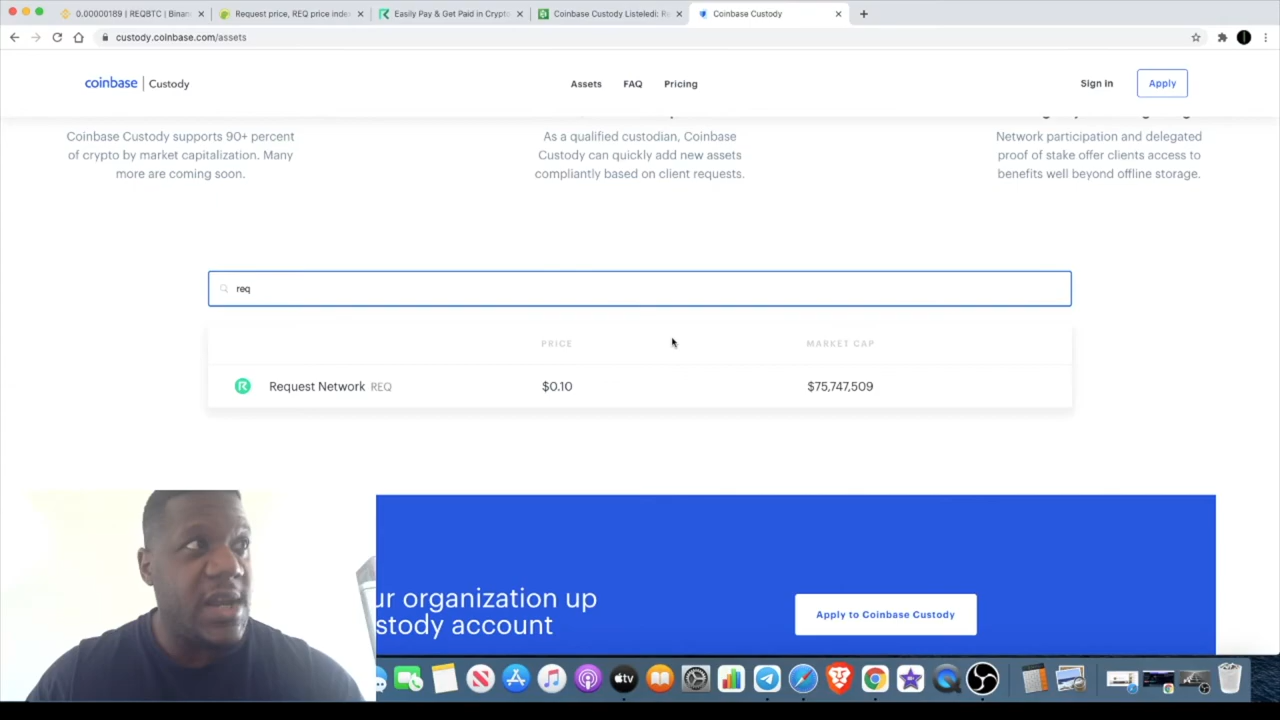 0.00000189 | REQBTC | Binan
Request price, REQ price inde
Easily Pay & Get Paid in Crypto
Coinbase Custody Listeledi: R
Coinbase Custody
custody.coinbase.com/assets
coinbase | Custody
Assets
FAQ
Pricing
Sign In
Apply
Coinbase Custody supports 90+ percent
of crypto by market capitalization. Many
more are coming soon.
As a qualified custodian, Coinbase
Custody can quickly add new assets
compliantly based on client requests.
Network participation and delegated
proof of stake offer clients access to
benefits well beyond offline storage.
req
PRICE
MARKET CAP
Request Network REQ
$0.10
$75,747,509
ur organization up
stody account
Apply to Coinbase Custody
tv